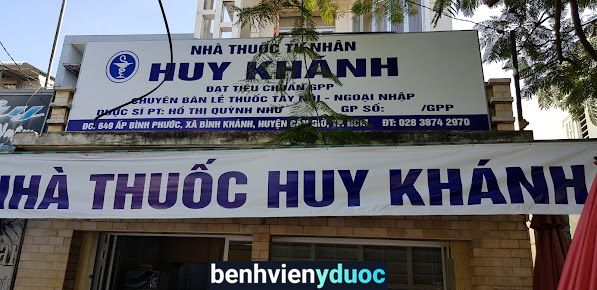 NHÀ THUỐC TƯ NHÂN
HUY KHÁNH
ĐẠT TIÊU CHUẨN GPP
CHUYÊN BÁN LẺ THUỐC TÂY NỘI - NGOẠI NHẬP
DƯỢC SĨ PT: HỒ THỊ QUỲNH NHƯ GP SỐ: /GPP
ĐC. 649 ẤP BÌNH PHƯỚC, XÃ BÌNH KHÁNH, HUYỆN CẦN GIỜ, TP. HCM. ĐT: 028 3874 2970
NHÀ THUỐC HUY KHÁNH
benhvienyduoc